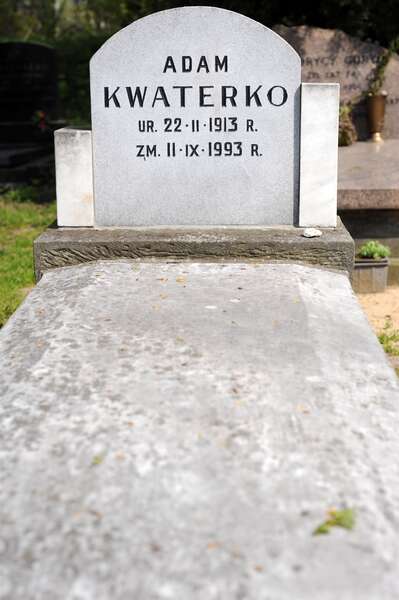 ADAM
KWATERKO
UR. 22·II·1913 R.
ZM. 11·IX·1993 R.